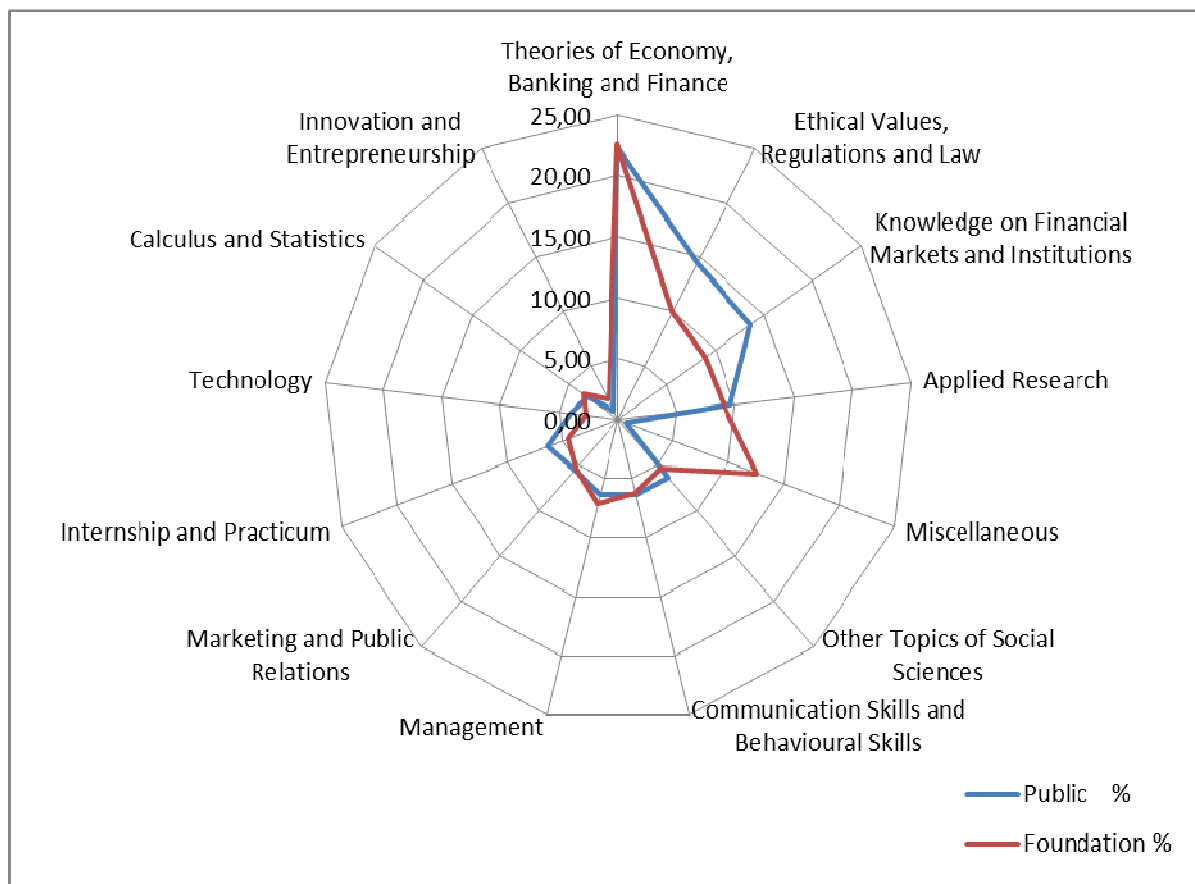 Theories of Economy,
Banking and Finance
25,00
20,00
15,00
10,00
5,00
0,00
Ethical Values,
Regulations and Law
Knowledge on Financial
Markets and Institutions
Applied Research
Miscellaneous
Other Topics of Social
Sciences
Communication Skills and
Behavioural Skills
Management
Marketing and Public
Relations
Internship and Practicum
Technology
Calculus and Statistics
Innovation and
Entrepreneurship
Public %
Foundation %